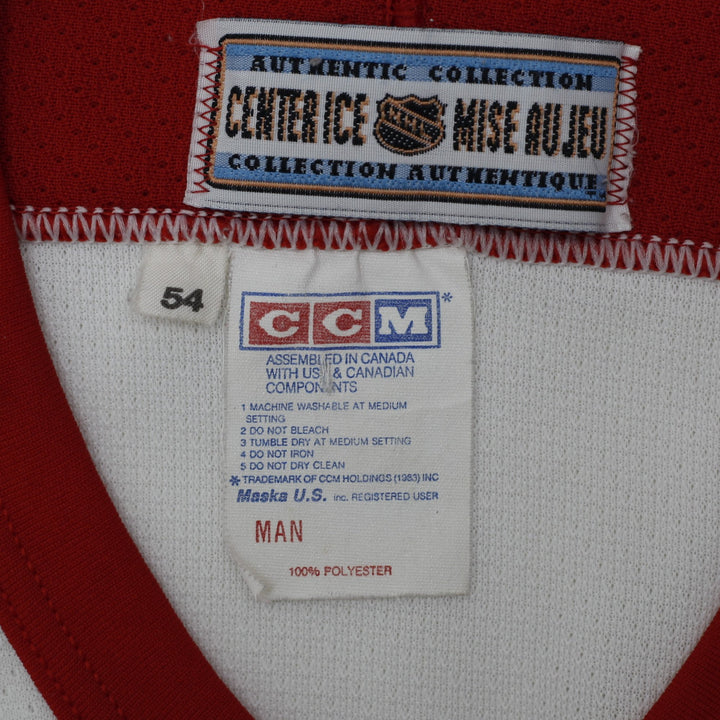 AUTHENTIC COLLECTION
CENTER ICE NHL MISE AU JEU
COLLECTION AUTHENTIQUE
54
CCM*
ASSEMBLED IN CANADA
WITH US & CANADIAN
COMPONENTS
1 MACHINE WASHABLE AT MEDIUM
SETTING
2 DO NOT BLEACH
3 TUMBLE DRY AT MEDIUM SETTING
4 DO NOT IRON
5 DO NOT DRY CLEAN
* TRADEMARK OF CCM HOLDINGS (1983) INC
Maska U.S. inc. REGISTERED USER
MAN
100% POLYESTER